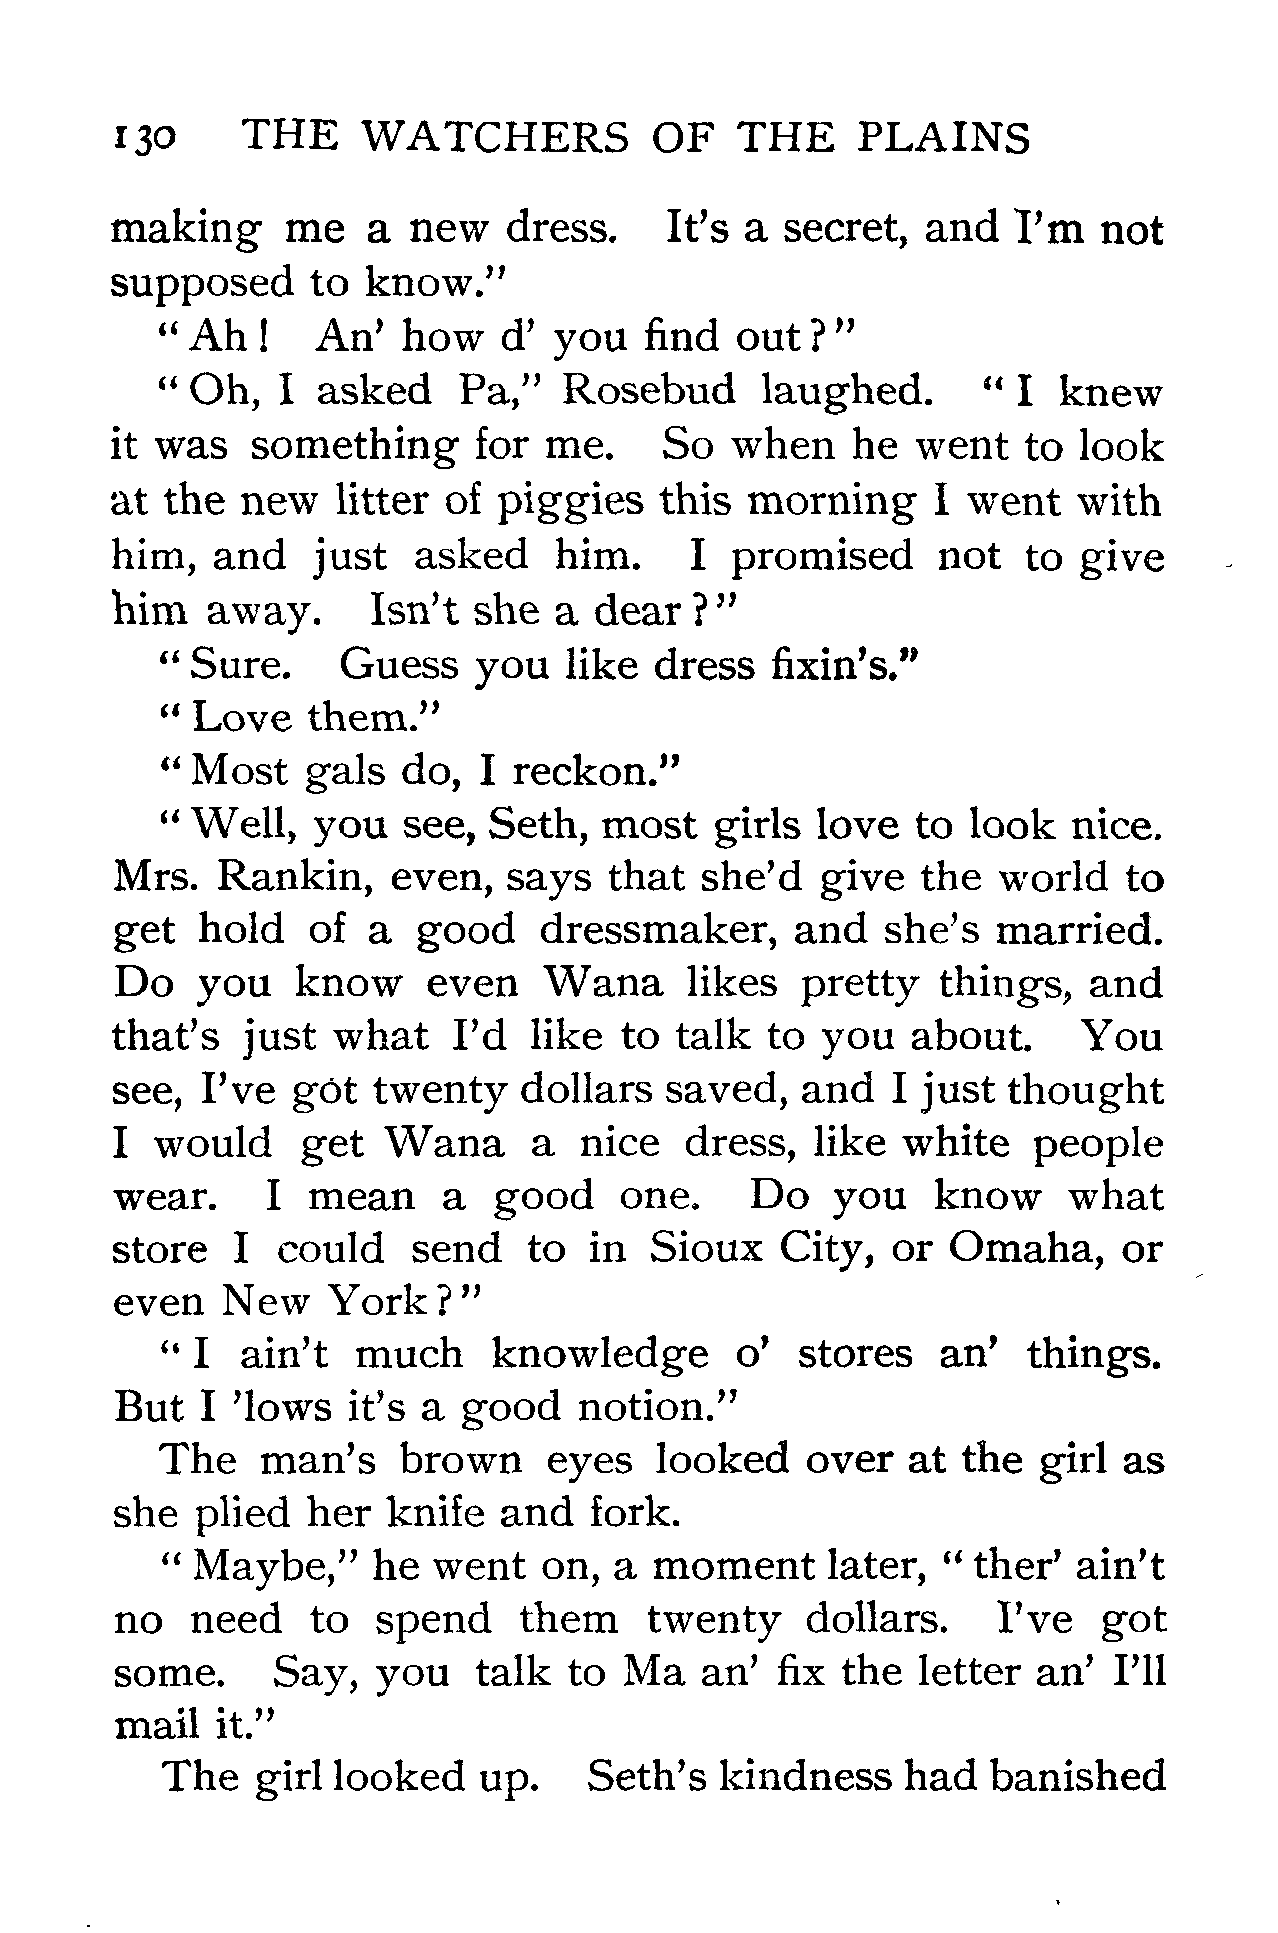 130 THE WATCHERS OF THE PLAINS
making me a new dress. It's a secret, and I'm not
supposed to know."
"Ah! An' how d' you find out?"
"Oh, I asked Pa," Rosebud laughed. "I knew
it was something for me. So when he went to look
at the new litter of piggies this morning I went with
him, and just asked him. I promised not to give
him away. Isn't she a dear?"
"Sure. Guess you like dress fixin's."
"Love them."
"Most gals do, I reckon."
"Well, you see, Seth, most girls love to look nice.
Mrs. Rankin, even, says that she'd give the world to
get hold of a good dressmaker, and she's married.
Do you know even Wana likes pretty things, and
that's just what I'd like to talk to you about. You
see, I've got twenty dollars saved, and I just thought
I would get Wana a nice dress, like white people
wear. I mean a good one. Do you know what
store I could send to in Sioux City, or Omaha, or
even New York?"
"I ain't much knowledge o' stores an' things.
But I 'lows it's a good notion."
The man's brown eyes looked over at the girl as
she plied her knife and fork.
"Maybe," he went on, a moment later, "ther' ain't
no need to spend them twenty dollars. I've got
some. Say, you talk to Ma an' fix the letter an' I'll
mail it."
The girl looked up. Seth's kindness had banished